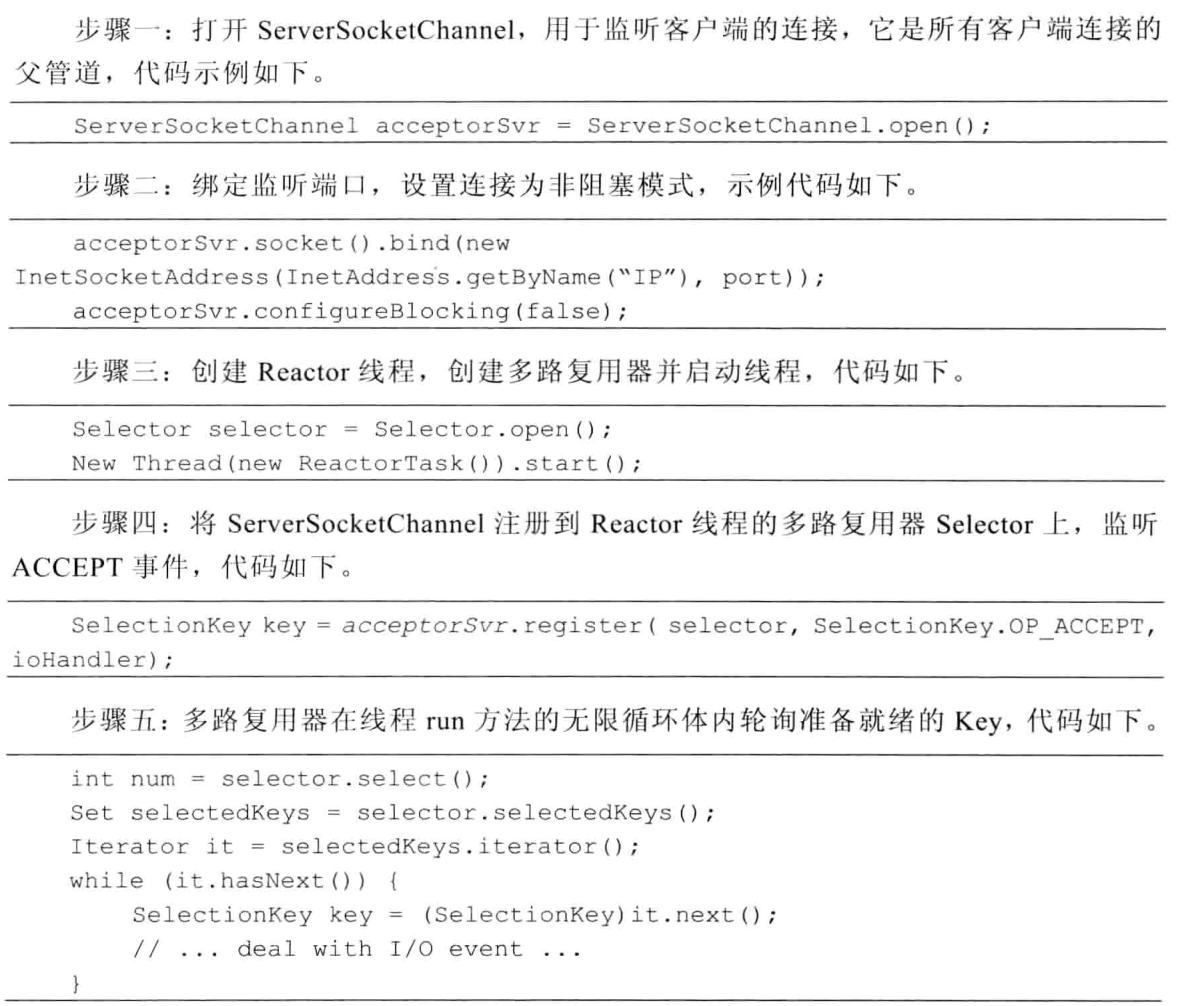 步骤一：打开 ServerSocketChannel，用于监听客户端的连接，它是所有客户端连接的
父管道，代码示例如下。
ServerSocketChannel acceptorSvr = ServerSocketChannel.open();
步骤二：绑定监听端口，设置连接为非阻塞模式，示例代码如下。
acceptorSvr.socket().bind(new
InetSocketAddress(InetAddress.getByName(“IP”), port));
acceptorSvr.configureBlocking(false);
步骤三：创建 Reactor 线程，创建多路复用器并启动线程，代码如下。
Selector selector = Selector.open();
New Thread(new ReactorTask()).start();
步骤四：将 ServerSocketChannel 注册到 Reactor 线程的多路复用器 Selector 上，监听
ACCEPT 事件，代码如下。
SelectionKey key = acceptorSvr.register( selector, SelectionKey.OP_ACCEPT,
ioHandler);
步骤五：多路复用器在线程 run 方法的无限循环体内轮询准备就绪的 Key，代码如下。
int num = selector.select();
Set selectedKeys = selector.selectedKeys();
Iterator it = selectedKeys.iterator();
while (it.hasNext()) {
SelectionKey key = (SelectionKey)it.next();
// ... deal with I/O event ...
}